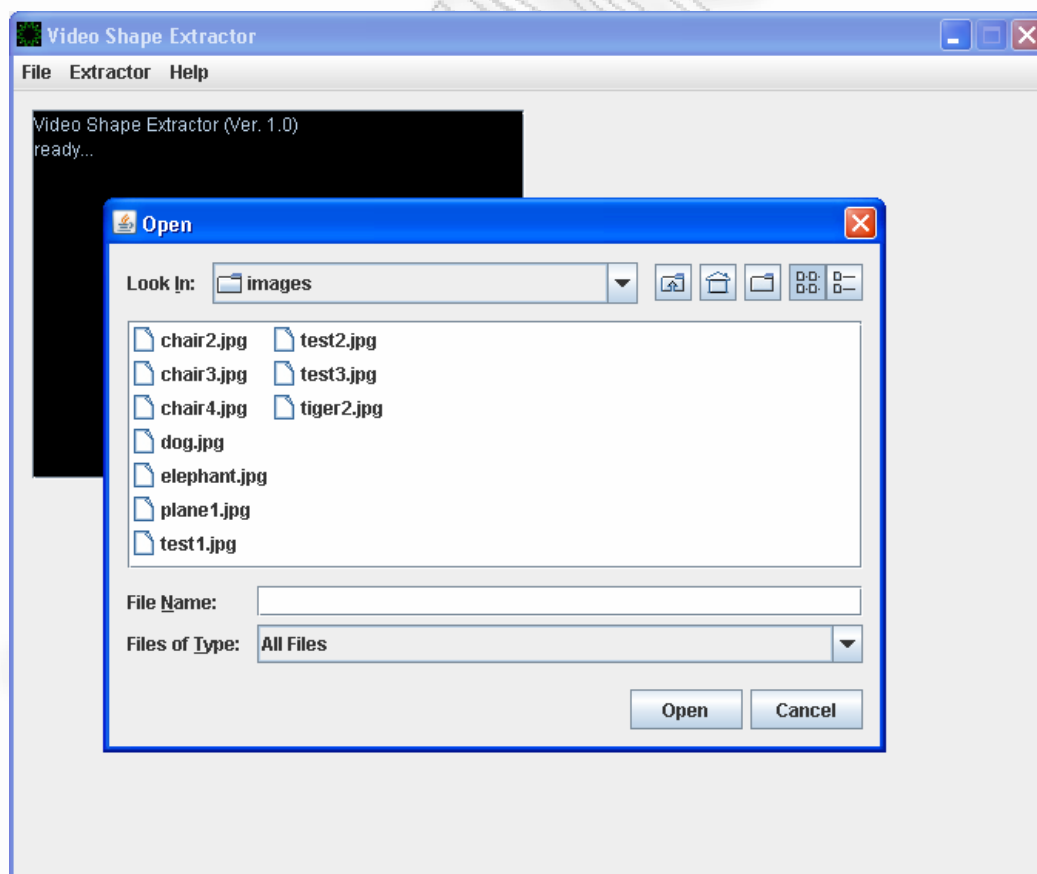 Video Shape Extractor
File Extractor Help
Video Shape Extractor (Ver. 1.0)
ready...
Open
Look In: images
chair2.jpg test2.jpg
chair3.jpg test3.jpg
chair4.jpg tiger2.jpg
dog.jpg
elephant.jpg
plane1.jpg
test1.jpg
File Name:
Files of Type: All Files
Open Cancel